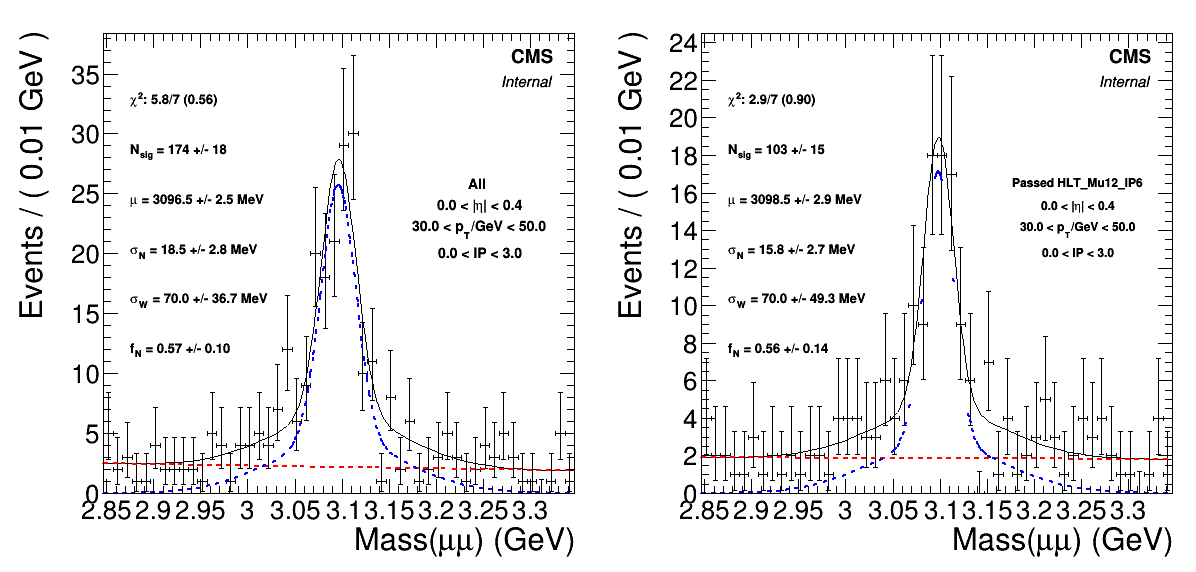 CMS
Internal
χ²: 5.8/7 (0.56)
N_sig = 174 +/- 18
All
μ = 3096.5 +/- 2.5 MeV
0.0 < |η| < 0.4
30.0 < p_T/GeV < 50.0
σ_N = 18.5 +/- 2.8 MeV
0.0 < IP < 3.0
σ_W = 70.0 +/- 36.7 MeV
f_N = 0.57 +/- 0.10
Events / ( 0.01 GeV )
35
30
25
20
15
10
5
0
2.85 2.9 2.95 3 3.05 3.1 3.15 3.2 3.25 3.3
Mass(μμ) (GeV)
CMS
Internal
χ²: 2.9/7 (0.90)
N_sig = 103 +/- 15
Passed HLT_Mu12_IP6
μ = 3098.5 +/- 2.9 MeV
0.0 < |η| < 0.4
30.0 < p_T/GeV < 50.0
σ_N = 15.8 +/- 2.7 MeV
0.0 < IP < 3.0
σ_W = 70.0 +/- 49.3 MeV
f_N = 0.56 +/- 0.14
Events / ( 0.01 GeV )
24
22
20
18
16
14
12
10
8
6
4
2
0
2.85 2.9 2.95 3 3.05 3.1 3.15 3.2 3.25 3.3
Mass(μμ) (GeV)